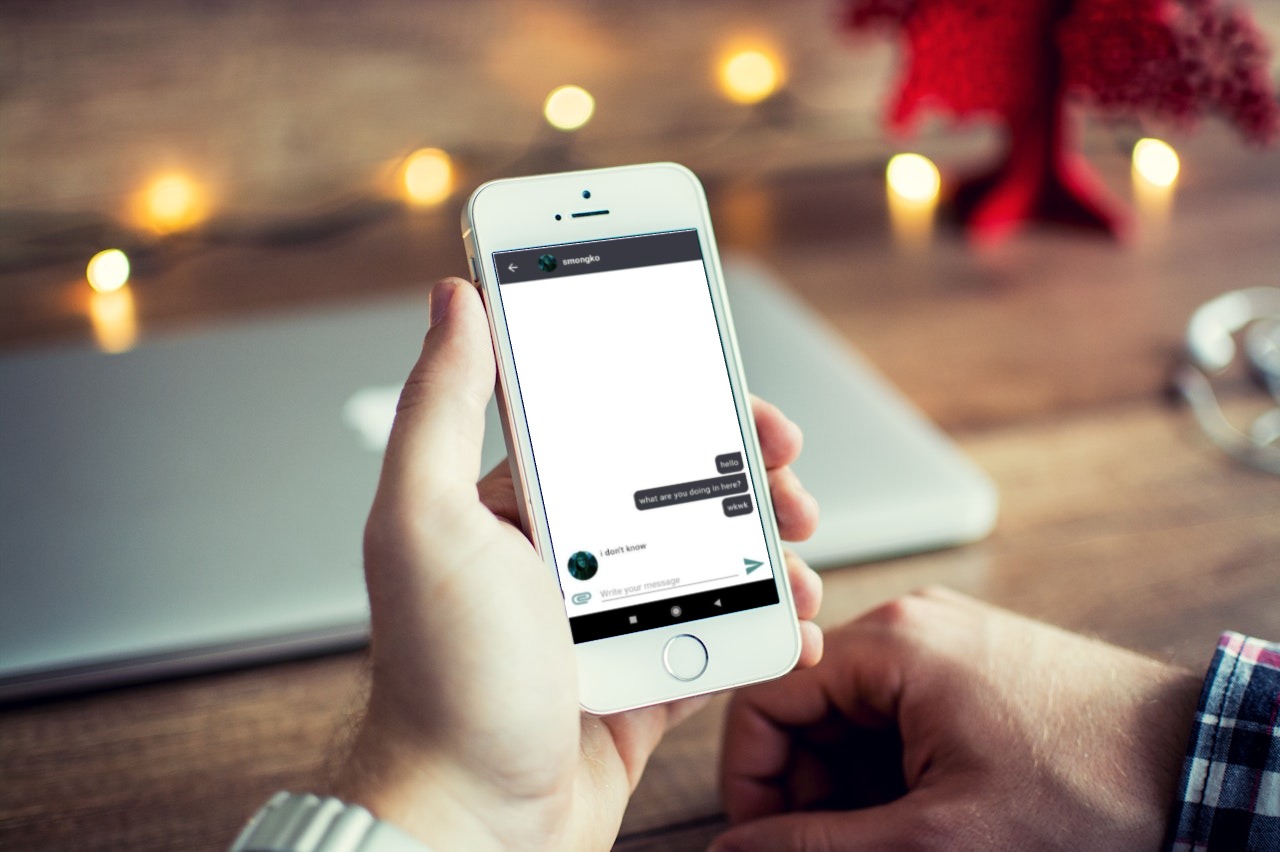 smongko
hello
what are you doing in here?
wkwk
i don't know
Write your message